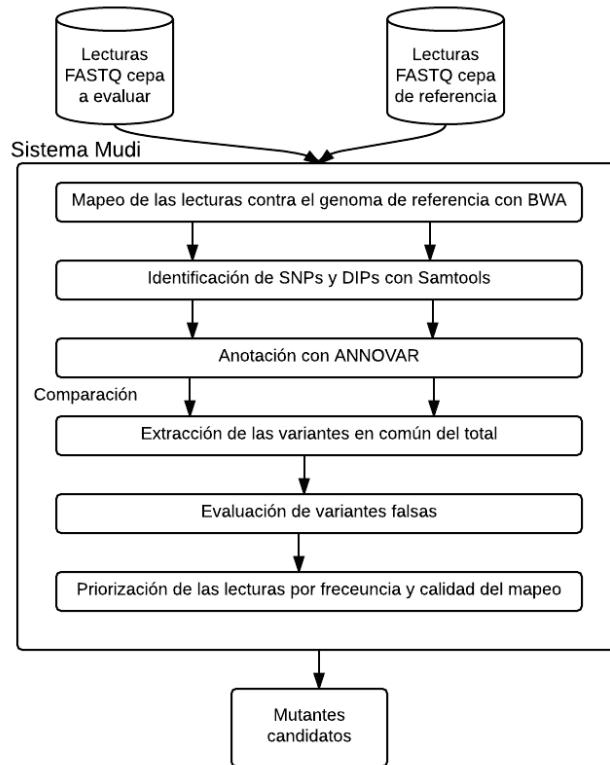 Lecturas
FASTQ cepa
a evaluar
Lecturas
FASTQ cepa
de referencia
Sistema Mudi
Mapeo de las lecturas contra el genoma de referencia con BWA
Identificación de SNPs y DIPs con Samtools
Anotación con ANNOVAR
Comparación
Extracción de las variantes en común del total
Evaluación de variantes falsas
Priorización de las lecturas por freceuncia y calidad del mapeo
Mutantes
candidatos